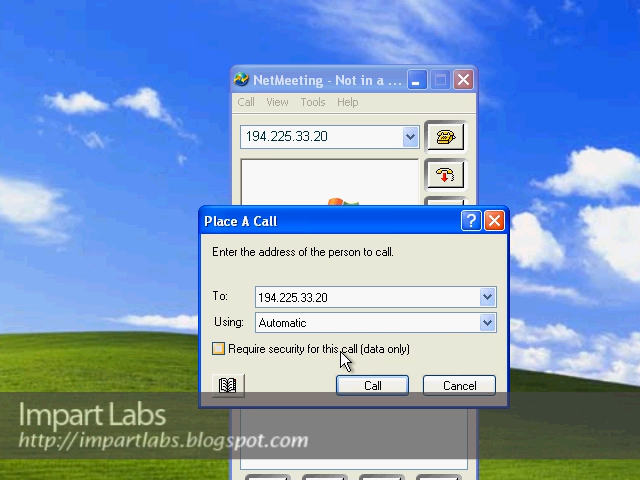 NetMeeting - Not in a ...
Call View Tools Help
194.225.33.20
Place A Call
Enter the address of the person to call.
To: 194.225.33.20
Using: Automatic
Require security for this call (data only)
Call Cancel
Impart Labs
http://impartlabs.blogspot.com